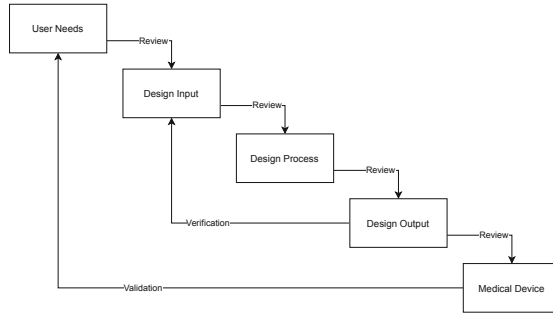 User Needs
Review
Design Input
Review
Design Process
Review
Design Output
Verification
Review
Medical Device
Validation